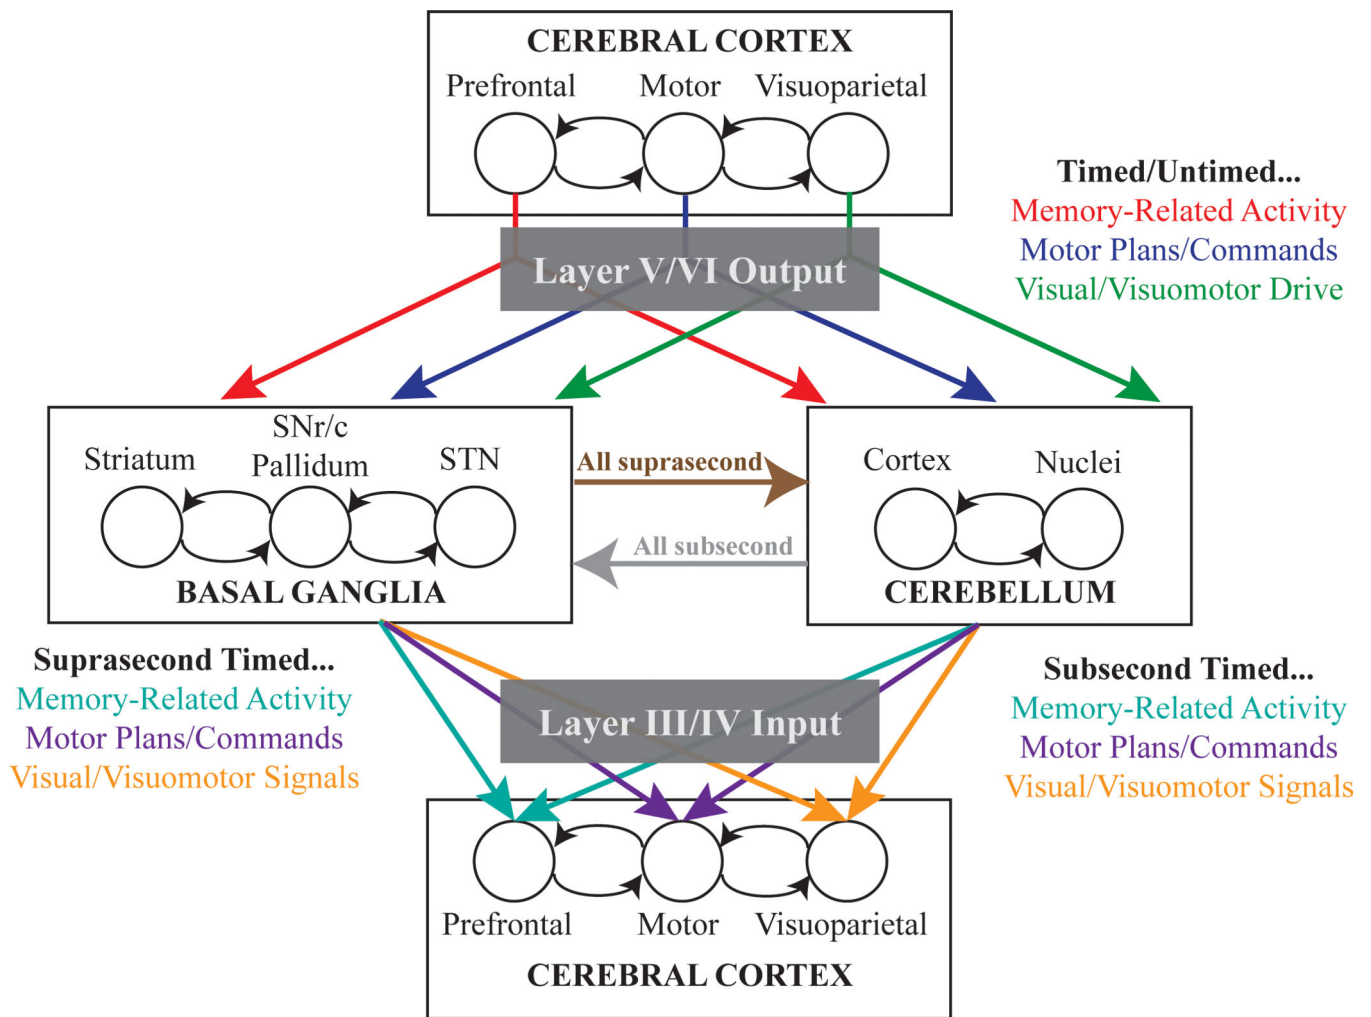 CEREBRAL CORTEX
Prefrontal
Motor
Visuoparietal
Timed/Untimed...
Memory-Related Activity
Motor Plans/Commands
Visual/Visuomotor Drive
Layer V/VI Output
Striatum
SNr/c
Pallidum
STN
BASAL GANGLIA
All suprasecond
All subsecond
Cortex
Nuclei
CEREBELLUM
Suprasecond Timed...
Memory-Related Activity
Motor Plans/Commands
Visual/Visuomotor Signals
Layer III/IV Input
Subsecond Timed...
Memory-Related Activity
Motor Plans/Commands
Visual/Visuomotor Signals
Prefrontal
Motor
Visuoparietal
CEREBRAL CORTEX